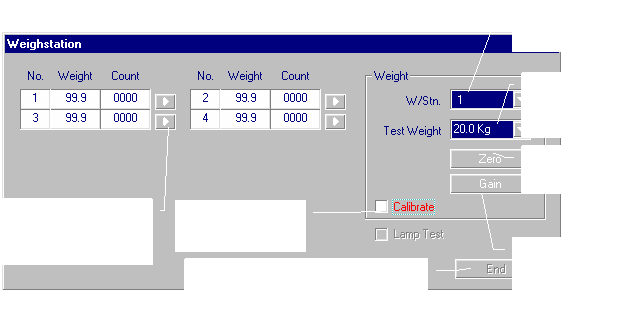 Weighstation
No. Weight Count No. Weight Count Weight
1 99.9 0000 2 99.9 0000 W/Stn. 1
3 99.9 0000 4 99.9 0000 Test Weight 20.0 Kg
Zero
Gain
Calibrate
Lamp Test
End